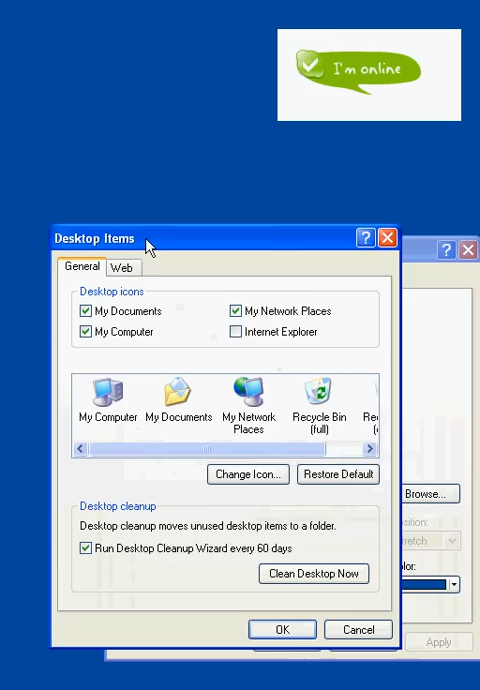 I'm online
Desktop Items
General Web
Desktop icons
My Documents My Network Places
My Computer Internet Explorer
My Computer My Documents My Network Places Recycle Bin (full)
Change Icon... Restore Default
Browse...
Desktop cleanup
Desktop cleanup moves unused desktop items to a folder.
Run Desktop Cleanup Wizard every 60 days
Clean Desktop Now
OK Cancel
Apply